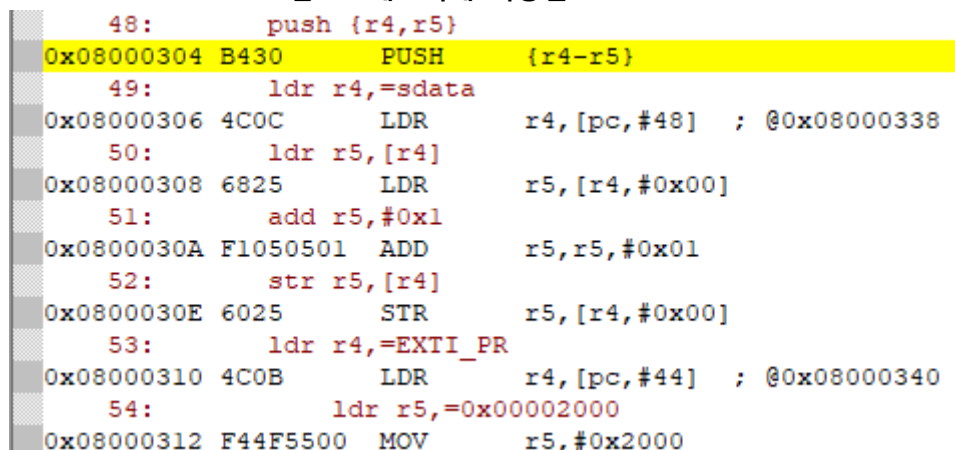 48: push {r4,r5}
0x08000304 B430 PUSH {r4-r5}
49: ldr r4,=sdata
0x08000306 4C0C LDR r4,[pc,#48] ; @0x08000338
50: ldr r5,[r4]
0x08000308 6825 LDR r5,[r4,#0x00]
51: add r5,#0x1
0x0800030A F1050501 ADD r5,r5,#0x01
52: str r5,[r4]
0x0800030E 6025 STR r5,[r4,#0x00]
53: ldr r4,=EXTI_PR
0x08000310 4C0B LDR r4,[pc,#44] ; @0x08000340
54: ldr r5,=0x00002000
0x08000312 F44F5500 MOV r5,#0x2000